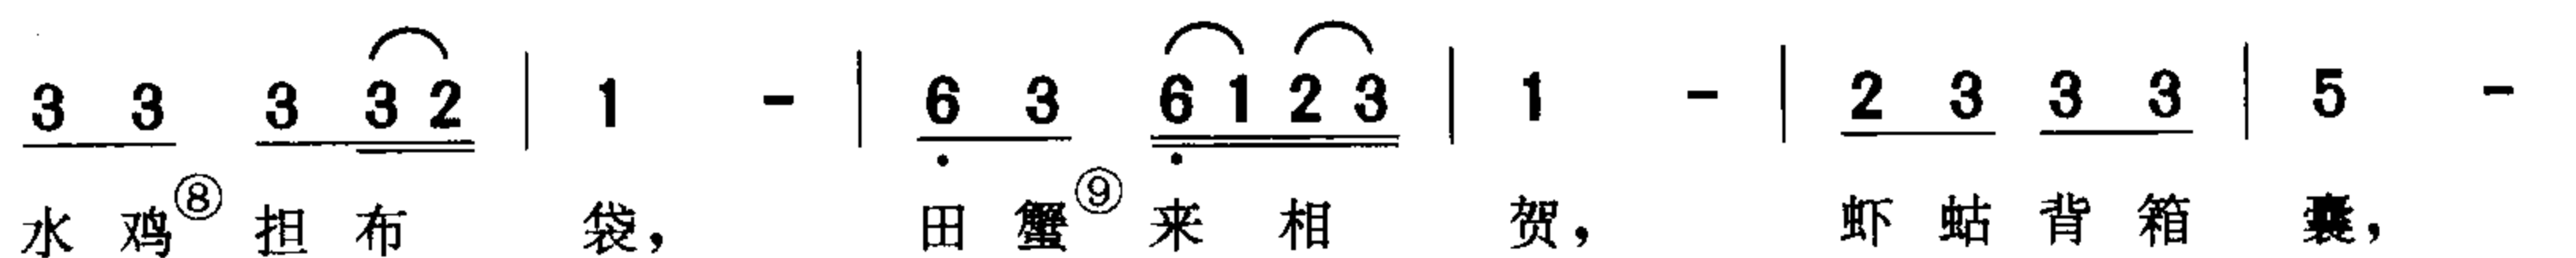 3 3 3 3 2 | 1 - | 6 3 6 1 2 3 | 1 - | 2 3 3 3 | 5 -
水鸡⑧担布袋，田蟹⑨来相贺，虾蛄背箱囊，